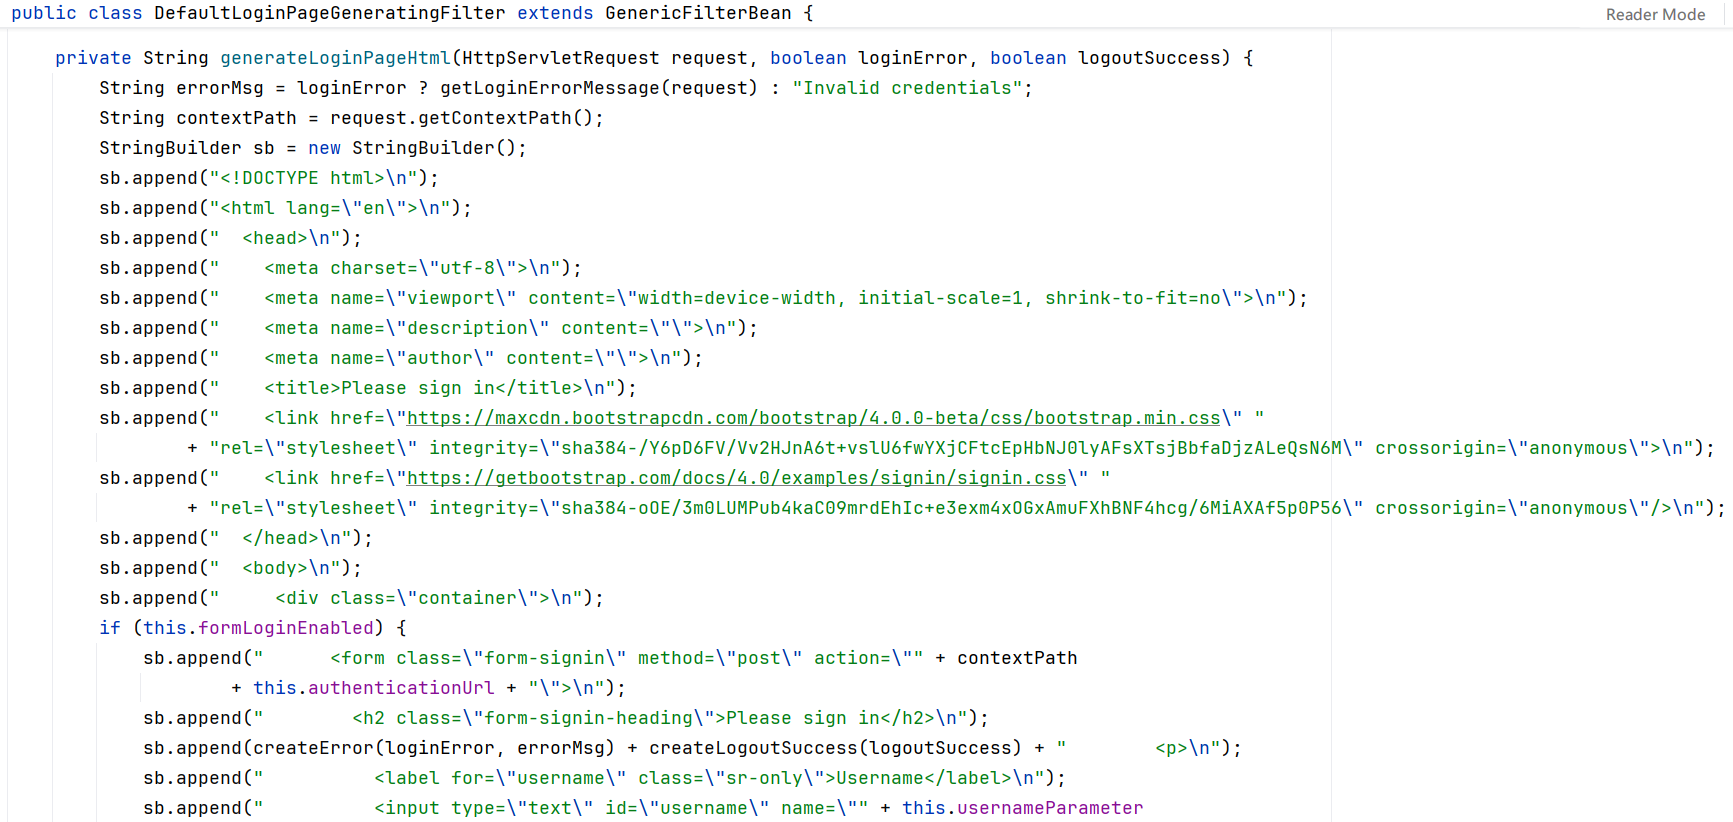 public class DefaultLoginPageGeneratingFilter extends GenericFilterBean {
Reader Mode
    private String generateLoginPageHtml(HttpServletRequest request, boolean loginError, boolean logoutSuccess) {
        String errorMsg = loginError ? getLoginErrorMessage(request) : "Invalid credentials";
        String contextPath = request.getContextPath();
        StringBuilder sb = new StringBuilder();
        sb.append("<!DOCTYPE html>\n");
        sb.append("<html lang=\"en\">\n");
        sb.append("  <head>\n");
        sb.append("    <meta charset=\"utf-8\">\n");
        sb.append("    <meta name=\"viewport\" content=\"width=device-width, initial-scale=1, shrink-to-fit=no\">\n");
        sb.append("    <meta name=\"description\" content=\"\">\n");
        sb.append("    <meta name=\"author\" content=\"\">\n");
        sb.append("    <title>Please sign in</title>\n");
        sb.append("    <link href=\"https://maxcdn.bootstrapcdn.com/bootstrap/4.0.0-beta/css/bootstrap.min.css\" "
                + "rel=\"stylesheet\" integrity=\"sha384-/Y6pD6FV/Vv2HJnA6t+vslU6fwYXjCFtcEpHbNJ0lyAFsXTsjBbfaDjzALeQsN6M\" crossorigin=\"anonymous\">\n");
        sb.append("    <link href=\"https://getbootstrap.com/docs/4.0/examples/signin/signin.css\" "
                + "rel=\"stylesheet\" integrity=\"sha384-oOE/3m0LUMPub4kaC09mrdEhIc+e3exm4xOGxAmuFXhBNF4hcg/6MiAXAf5p0P56\" crossorigin=\"anonymous\"/>\n");
        sb.append("  </head>\n");
        sb.append("  <body>\n");
        sb.append("     <div class=\"container\">\n");
        if (this.formLoginEnabled) {
            sb.append("      <form class=\"form-signin\" method=\"post\" action=\"" + contextPath
                    + this.authenticationUrl + "\">\n");
            sb.append("        <h2 class=\"form-signin-heading\">Please sign in</h2>\n");
            sb.append(createError(loginError, errorMsg) + createLogoutSuccess(logoutSuccess) + "        <p>\n");
            sb.append("          <label for=\"username\" class=\"sr-only\">Username</label>\n");
            sb.append("          <input type=\"text\" id=\"username\" name=\"" + this.usernameParameter